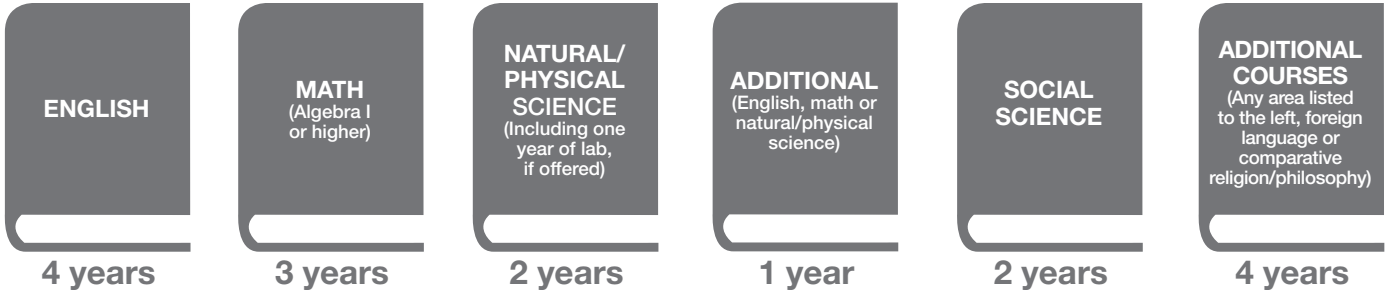 ENGLISH
4 years
MATH
(Algebra I
or higher)
3 years
NATURAL/
PHYSICAL
SCIENCE
(Including one
year of lab,
if offered)
2 years
ADDITIONAL
(English, math or
natural/physical
science)
1 year
SOCIAL
SCIENCE
2 years
ADDITIONAL
COURSES
(Any area listed
to the left, foreign
language or
comparative
religion/philosophy)
4 years